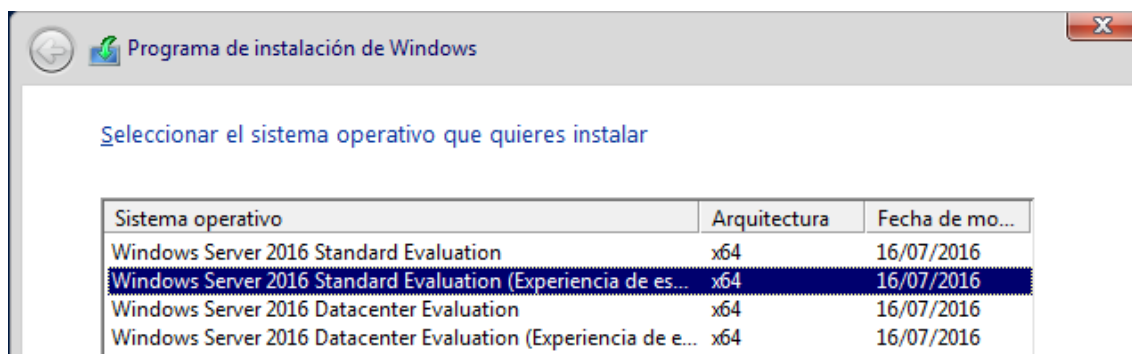 Programa de instalación de Windows
Seleccionar el sistema operativo que quieres instalar
Sistema operativo Arquitectura Fecha de mo...
Windows Server 2016 Standard Evaluation x64 16/07/2016
Windows Server 2016 Standard Evaluation (Experiencia de es... x64 16/07/2016
Windows Server 2016 Datacenter Evaluation x64 16/07/2016
Windows Server 2016 Datacenter Evaluation (Experiencia de e... x64 16/07/2016